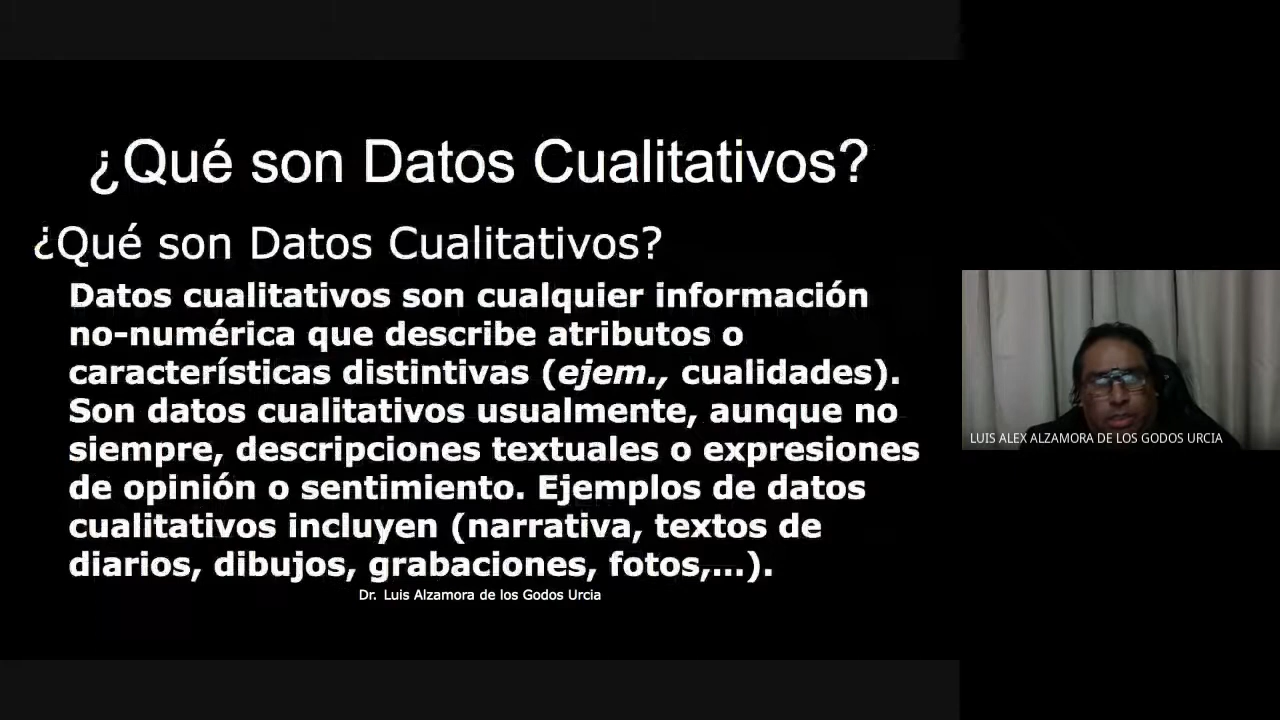 ¿Qué son Datos Cualitativos?
¿Qué son Datos Cualitativos?
Datos cualitativos son cualquier información
no-numérica que describe atributos o
características distintivas (ejem., cualidades).
Son datos cualitativos usualmente, aunque no
siempre, descripciones textuales o expresiones
de opinión o sentimiento. Ejemplos de datos
cualitativos incluyen (narrativa, textos de
diarios, dibujos, grabaciones, fotos,...).
Dr. Luis Alzamora de los Godos Urcia
LUIS ALEX ALZAMORA DE LOS GODOS URCIA